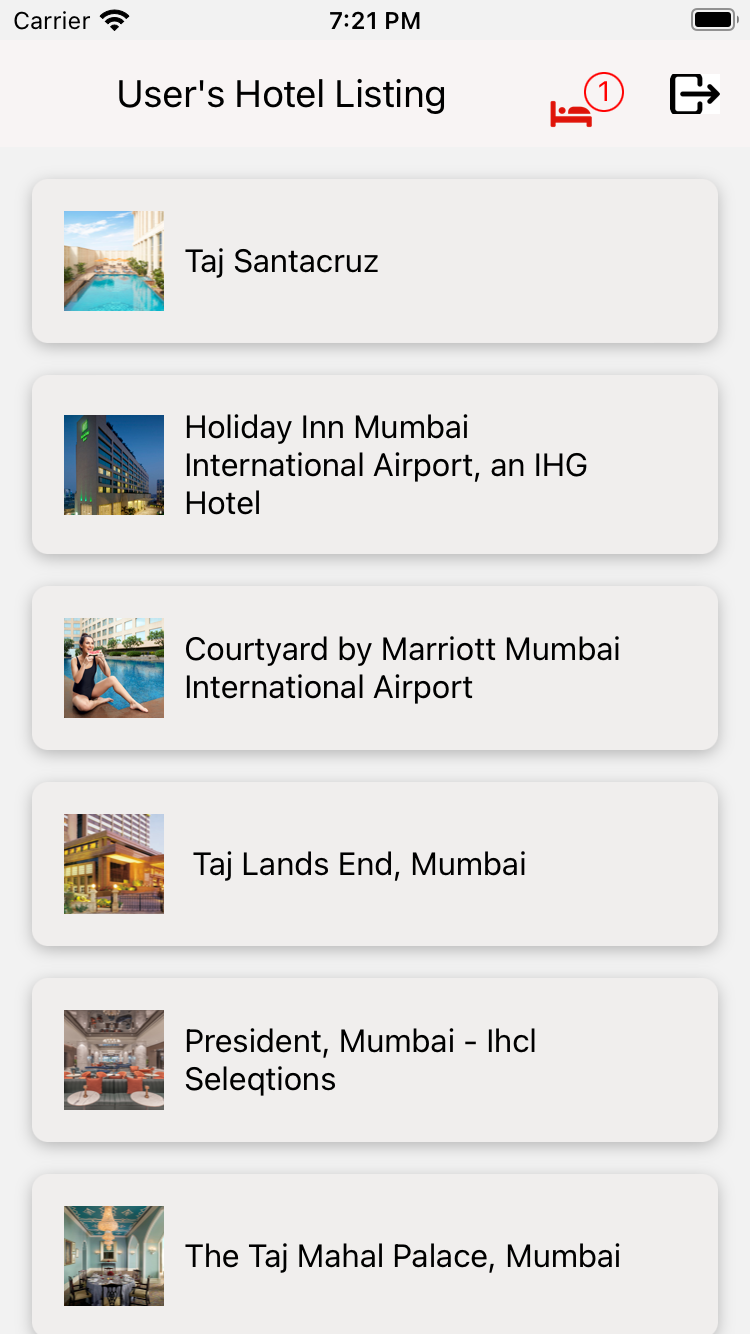 Carrier 7:21 PM
User's Hotel Listing 1
Taj Santacruz
Holiday Inn Mumbai
International Airport, an IHG
Hotel
Courtyard by Marriott Mumbai
International Airport
Taj Lands End, Mumbai
President, Mumbai - Ihcl
Seleqtions
The Taj Mahal Palace, Mumbai